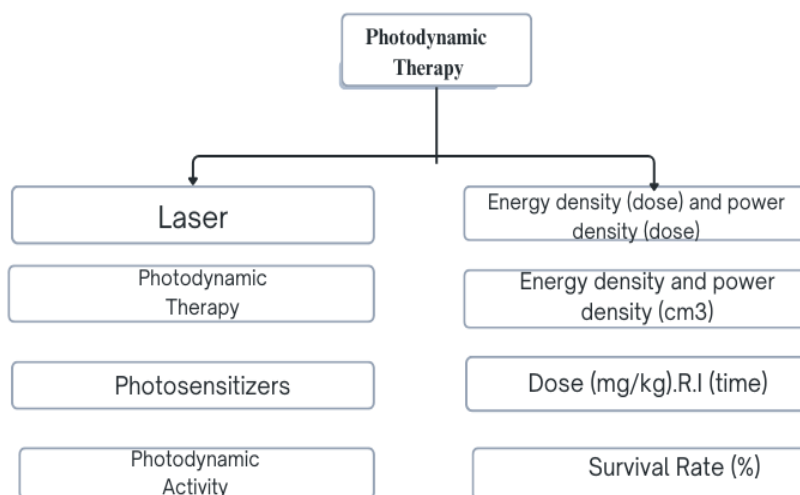 Photodynamic
Therapy
Laser
Photodynamic
Therapy
Photosensitizers
Photodynamic
Activity
Energy density (dose) and power
density (dose)
Energy density and power
density (cm3)
Dose (mg/kg).R.I (time)
Survival Rate (%)